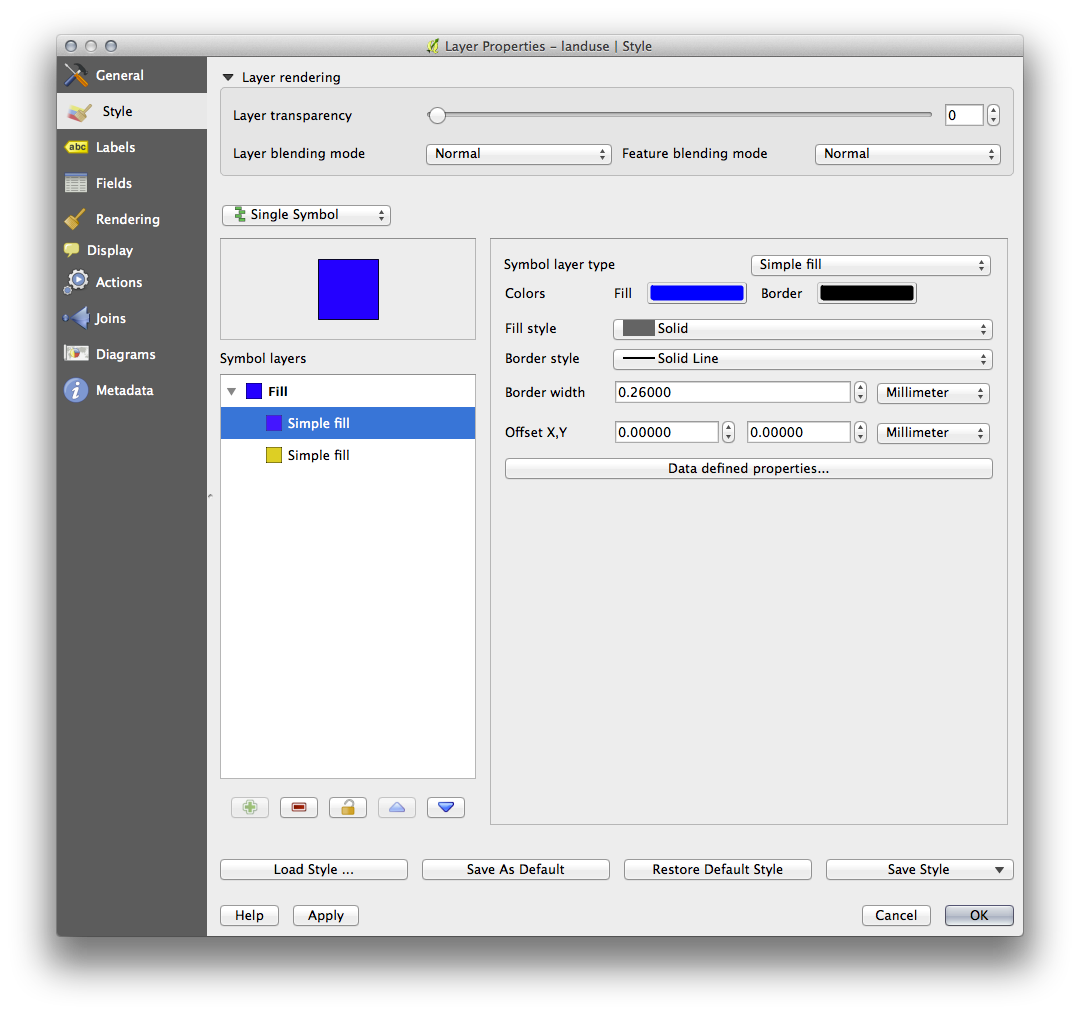 Layer Properties – landuse | Style
General
Style
abc Labels
Fields
Rendering
Display
Actions
Joins
Diagrams
i Metadata
Layer rendering
Layer transparency 0
Layer blending mode Normal Feature blending mode Normal
Single Symbol
Symbol layers
Fill
Simple fill
Simple fill
Symbol layer type Simple fill
Colors Fill Border
Fill style Solid
Border style Solid Line
Border width 0.26000 Millimeter
Offset X,Y 0.00000 0.00000 Millimeter
Data defined properties...
Load Style ... Save As Default Restore Default Style Save Style
Help Apply Cancel OK